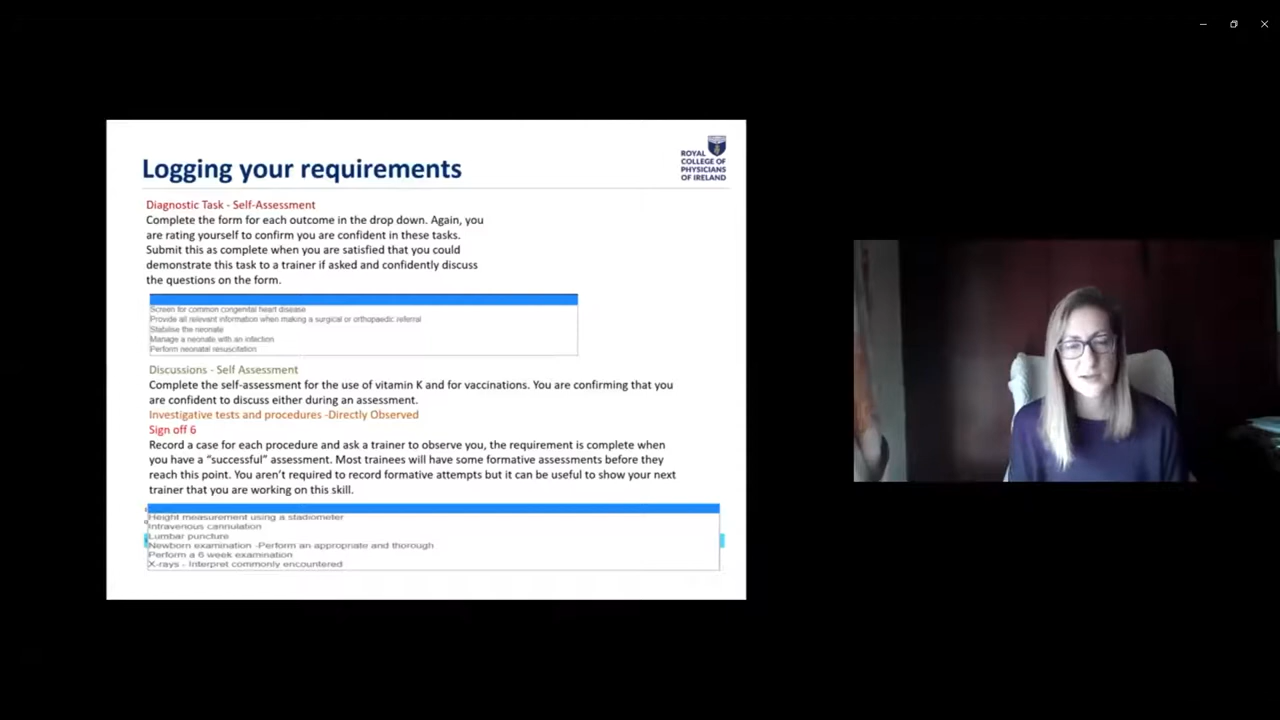 Logging your requirements
ROYAL
COLLEGE OF
PHYSICIANS
OF IRELAND
Diagnostic Task - Self-Assessment
Complete the form for each outcome in the drop down. Again, you
are rating yourself to confirm you are confident in these tasks.
Submit this as complete when you are satisfied that you could
demonstrate this task to a trainer if asked and confidently discuss
the questions on the form.
Screen for common congenital heart disease
Provide all relevant information when making a surgical or orthopaedic referral
Stabilise the neonate
Manage a neonate with an infection
Perform neonatal resuscitation
Discussions - Self Assessment
Complete the self-assessment for the use of vitamin K and for vaccinations. You are confirming that you
are confident to discuss either during an assessment.
Investigative tests and procedures -Directly Observed
Sign off 6
Record a case for each procedure and ask a trainer to observe you, the requirement is complete when
you have a “successful” assessment. Most trainees will have some formative assessments before they
reach this point. You aren’t required to record formative attempts but it can be useful to show your next
trainer that you are working on this skill.
Height measurement using a stadiometer
Intravenous cannulation
Lumbar puncture
Newborn examination -Perform an appropriate and thorough
Perform a 6 week examination
X-rays - Interpret commonly encountered